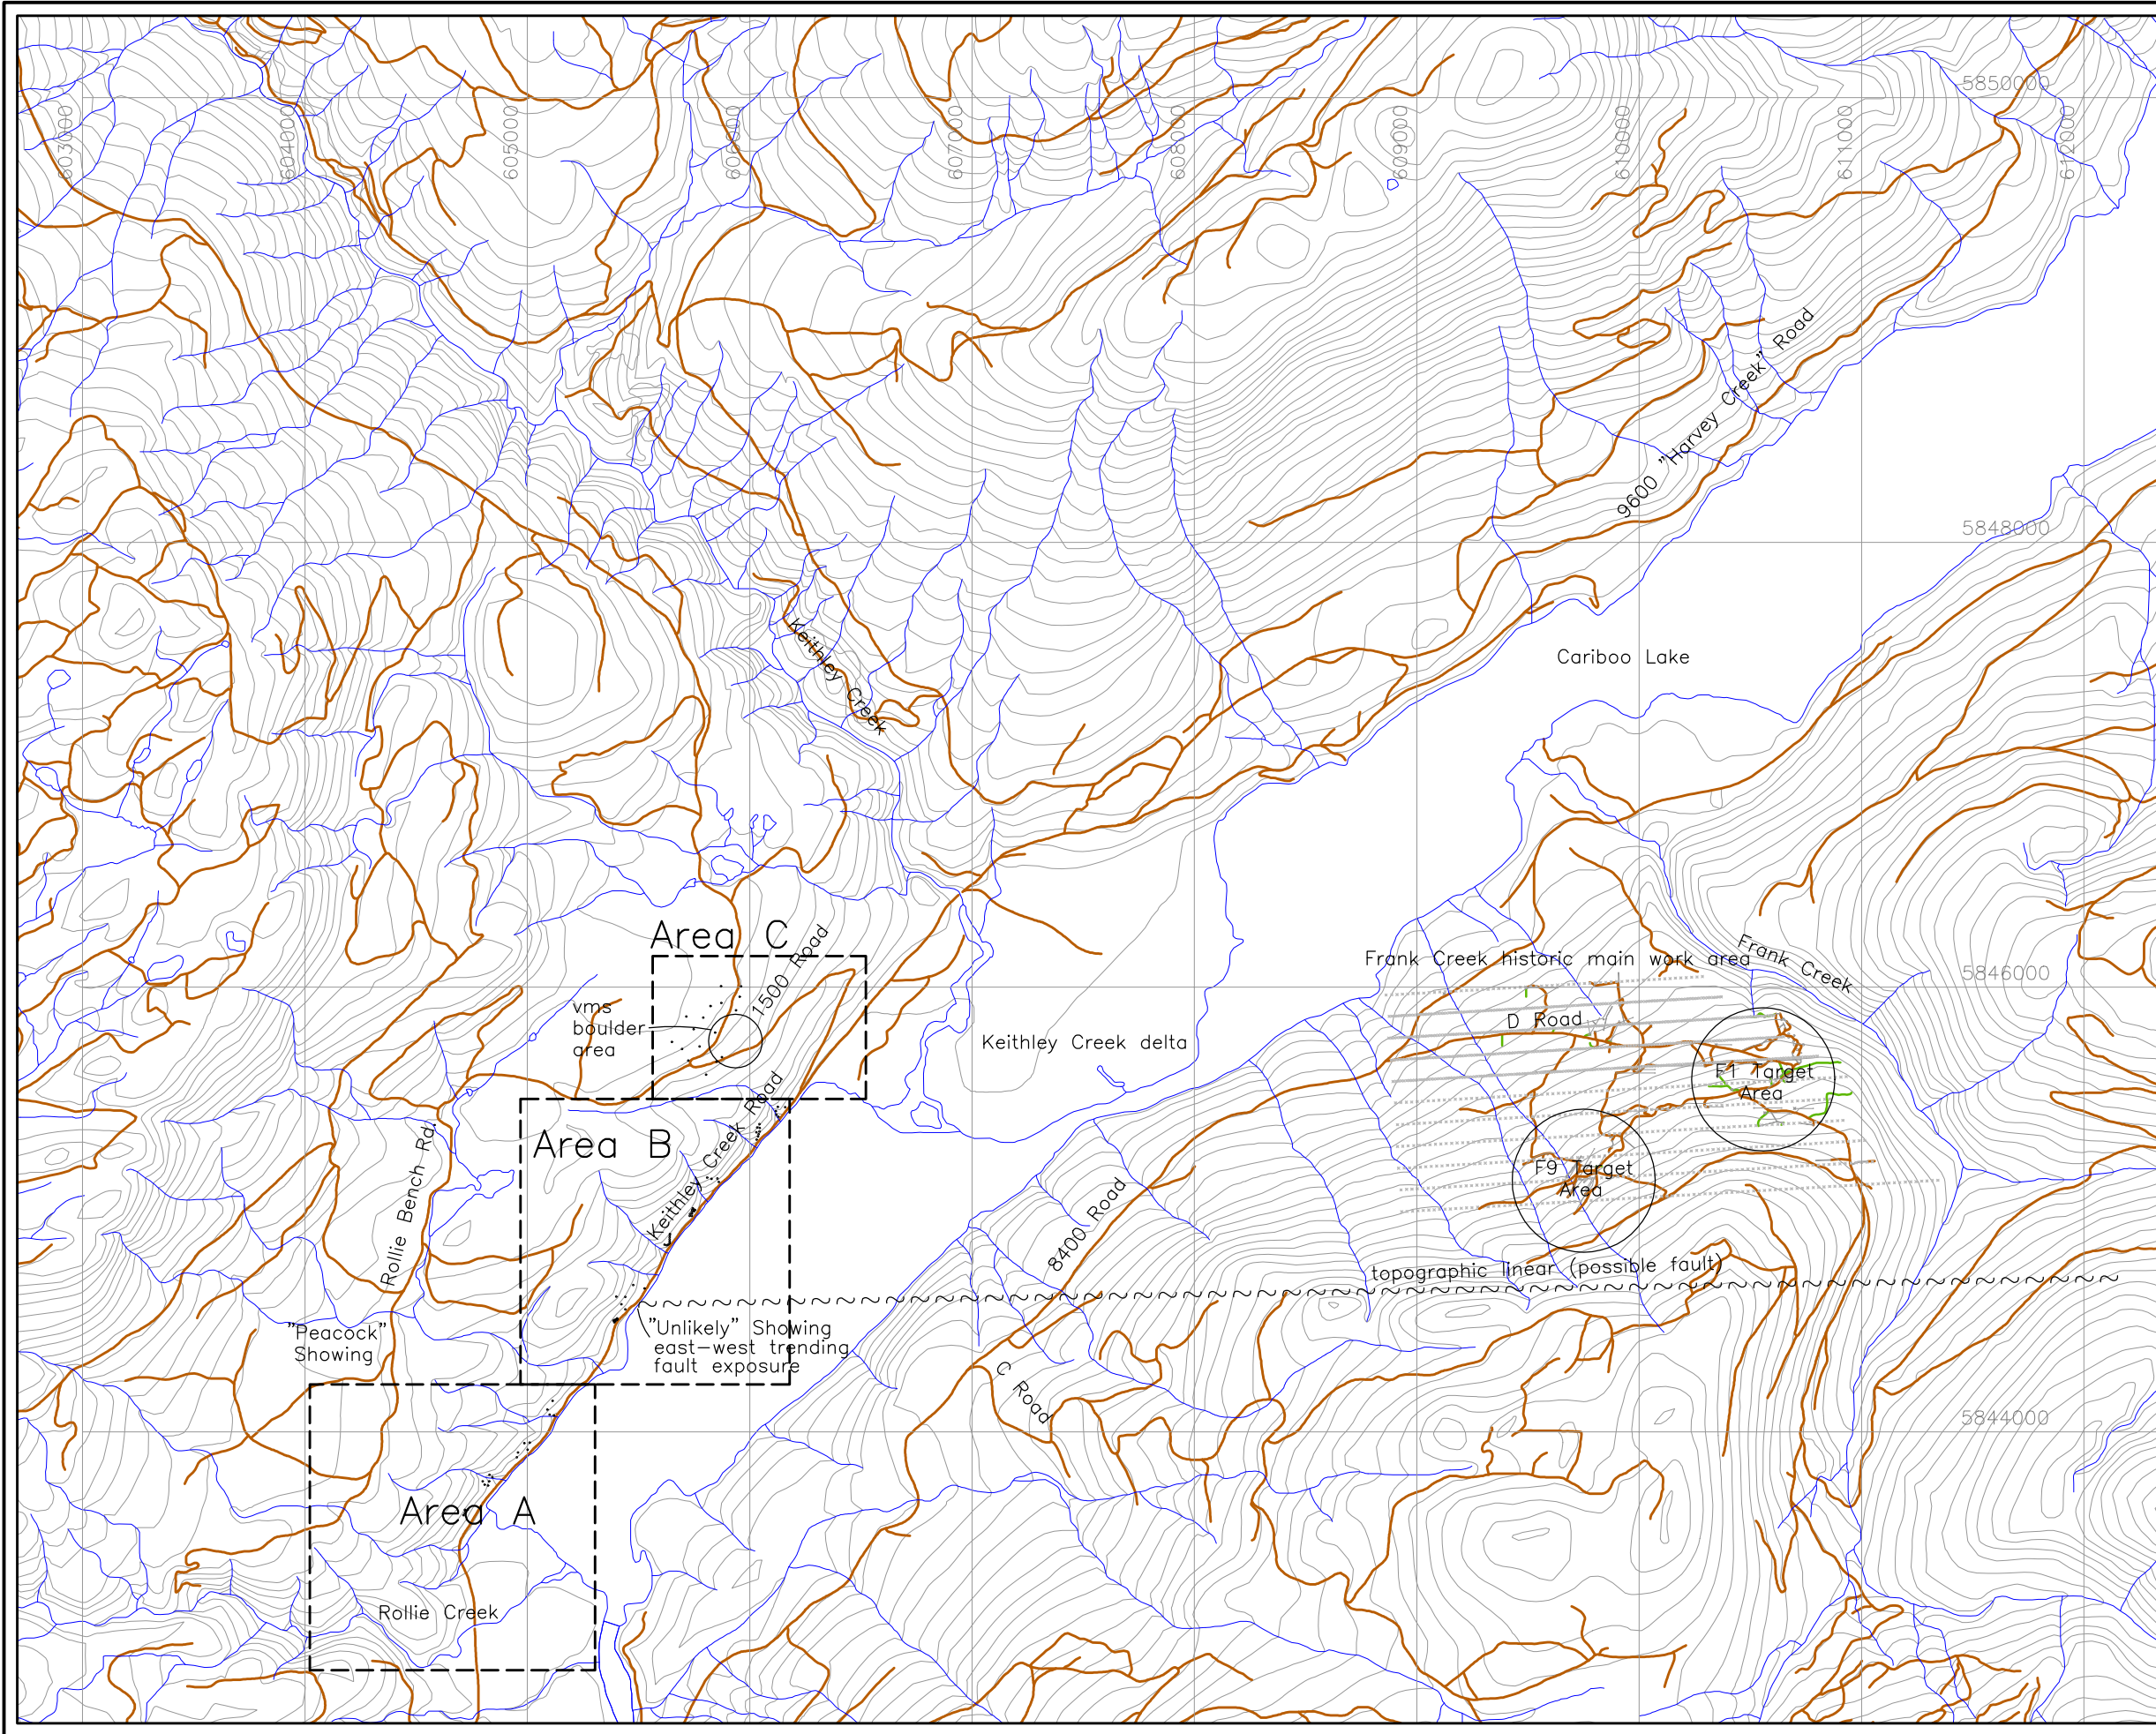 5850000
603000
604000
605000
606000
607000
608000
609000
610000
611000
612000
9600 "Harvey Creek" Road
5848000
Keithley Creek
Cariboo Lake
Area C
1500 Road
Frank Creek historic main work area
Frank Creek
5846000
vms
boulder
area
D Road
Keithley Creek delta
F1 Target
Area
Area B
Keithley Creek Road
Rollie Bench Rd.
F9 Target
Area
8400 Road
topographic linear (possible fault)
"Peacock"
Showing
"Unlikely" Showing
east-west trending
fault exposure
C Road
5844000
Area A
Rollie Creek